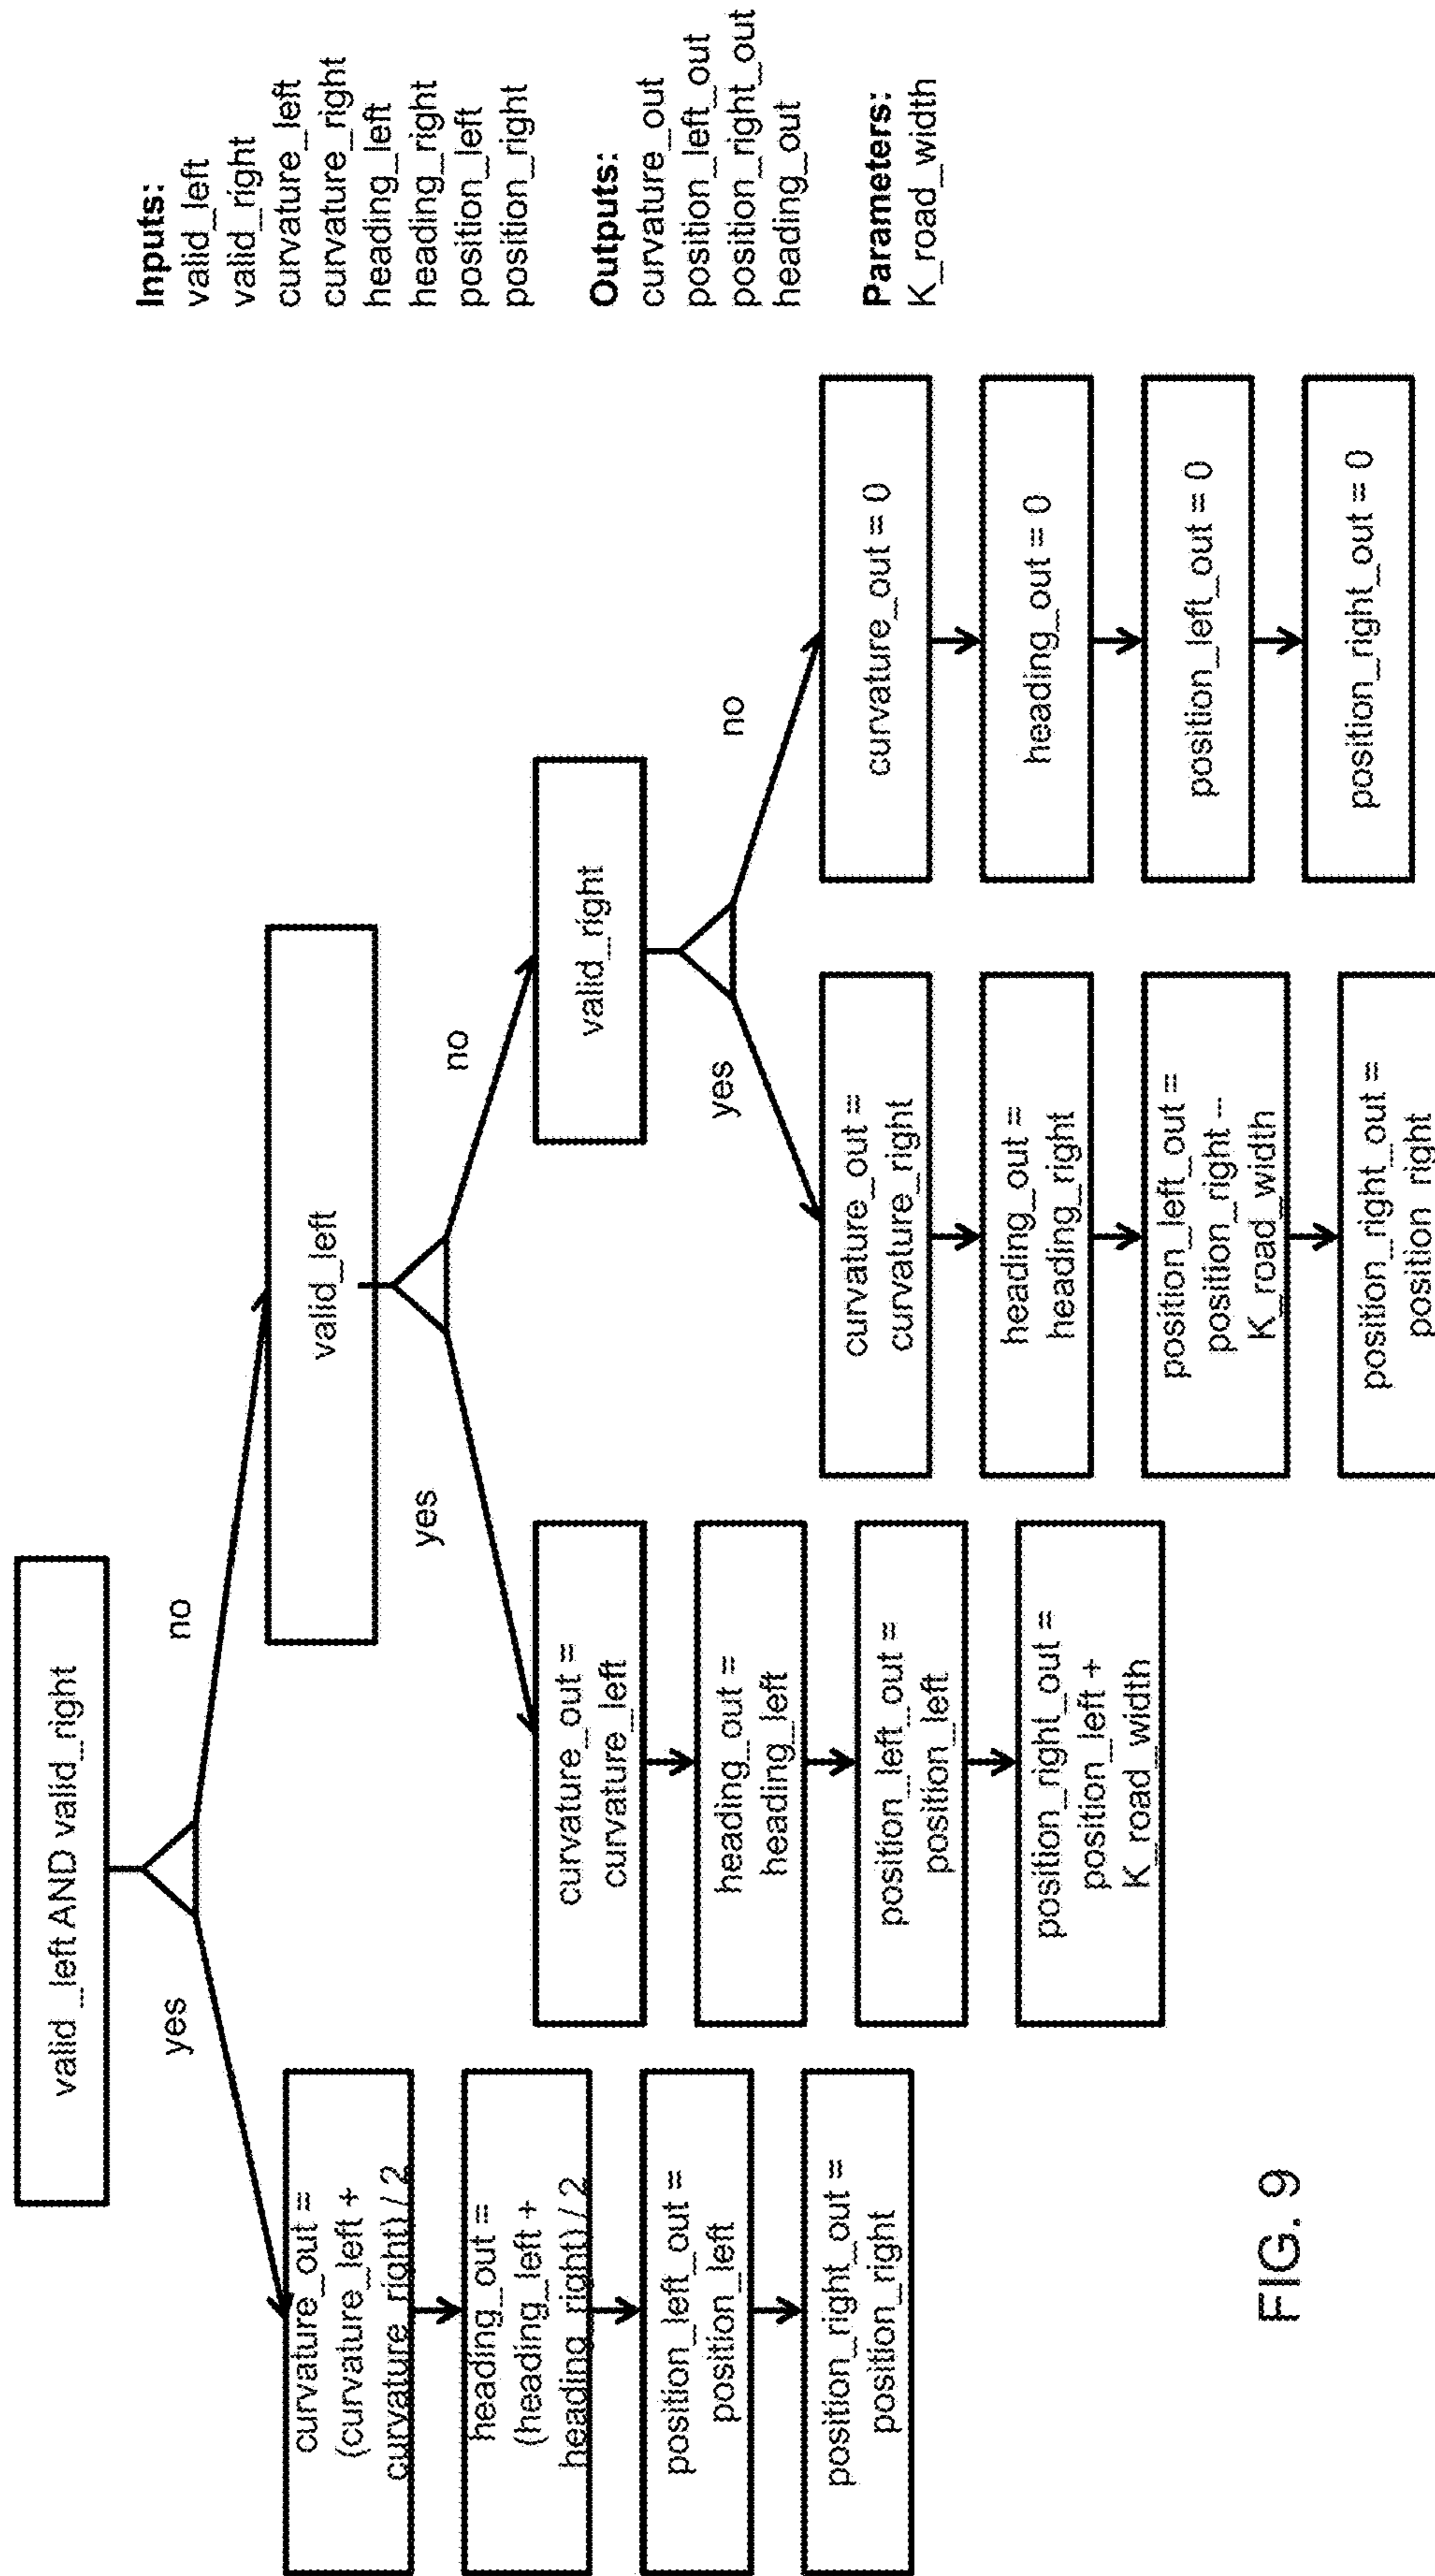 valid_left AND valid_right
yes
no
curvature_out =
(curvature_left +
curvature_right) / 2
heading_out =
(heading_left +
heading_right) / 2
position_left_out =
position_left
position_right_out =
position_right
valid_left
yes
no
curvature_out =
curvature_left
heading_out =
heading_left
position_left_out =
position_left
position_right_out =
position_left +
K_road_width
valid_right
yes
no
curvature_out =
curvature_right
heading_out =
heading_right
position_left_out =
position_right –
K_road_width
position_right_out =
position_right
curvature_out = 0
heading_out = 0
position_left_out = 0
position_right_out = 0
Inputs:
valid_left
valid_right
curvature_left
curvature_right
heading_left
heading_right
position_left
position_right
Outputs:
curvature_out
position_left_out
position_right_out
heading_out
Parameters:
K_road_width
FIG. 9